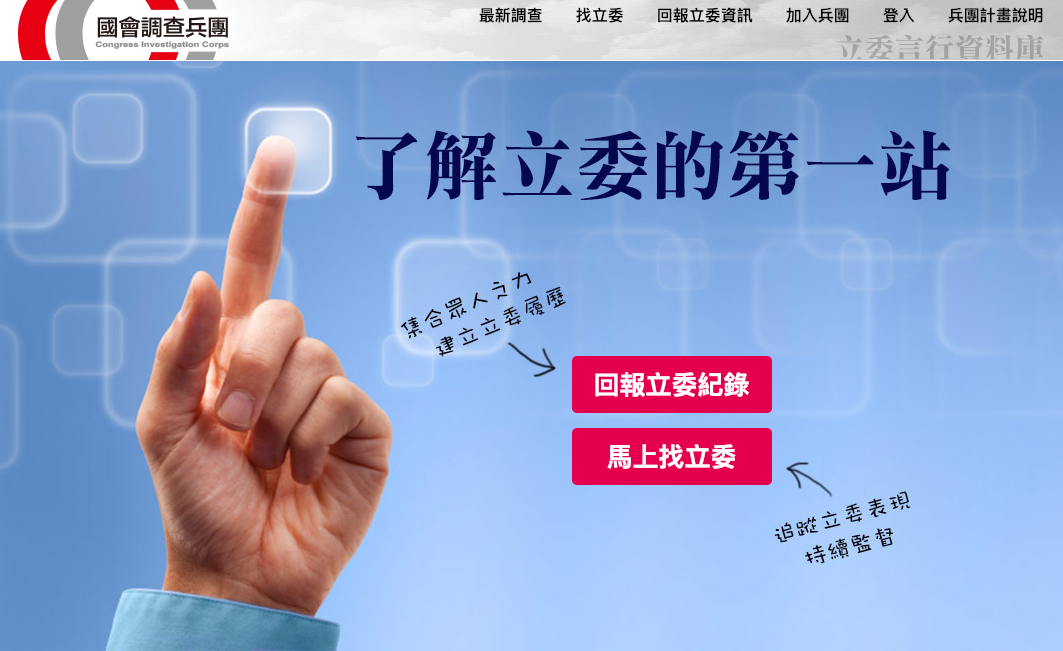 國會調查兵團
Congress Investigation Corps
最新調查 找立委 回報立委資訊 加入兵團 登入 兵團計畫說明
立委言行資料庫
了解立委的第一站
集合眾人之力
建立立委履歷
回報立委紀錄
馬上找立委
追蹤立委表現
持續監督